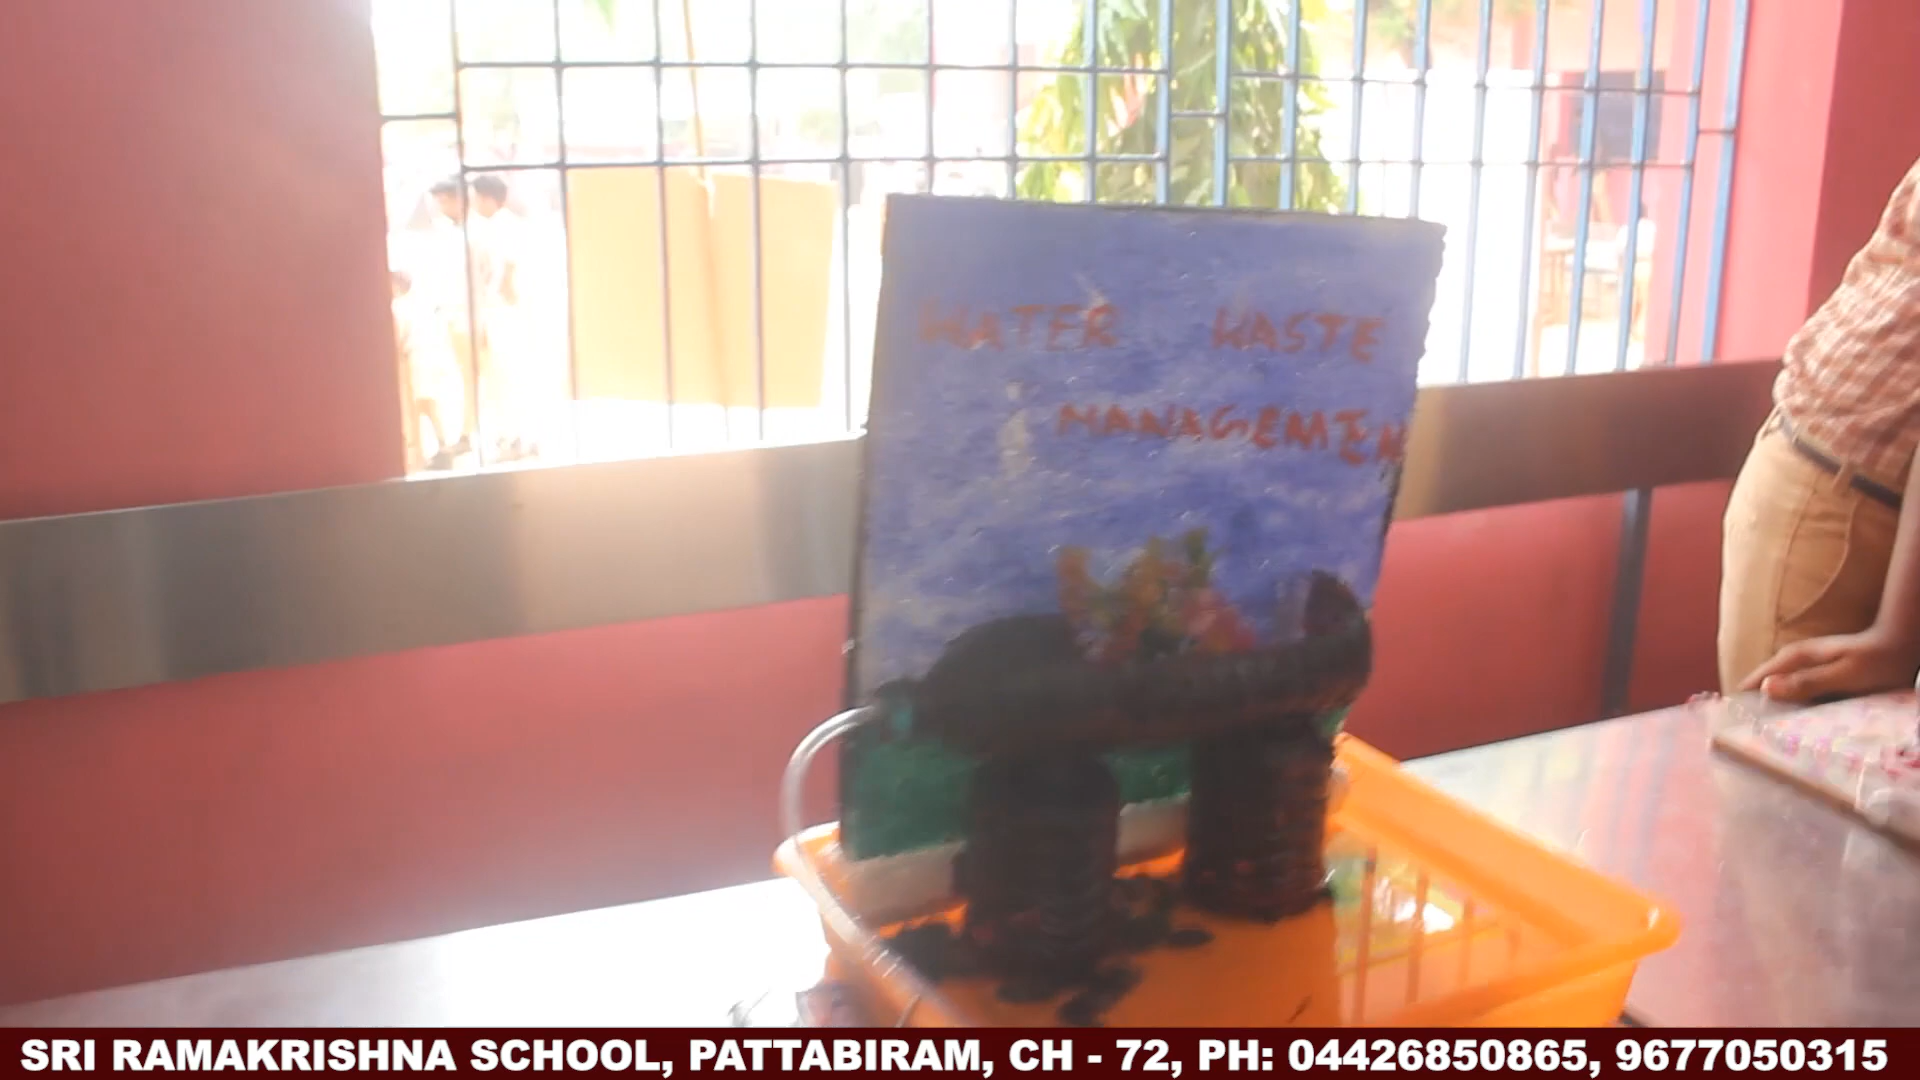 WATER WASTE
MANAGEMEN
SRI RAMAKRISHNA SCHOOL, PATTABIRAM, CH - 72, PH: 04426850865, 9677050315